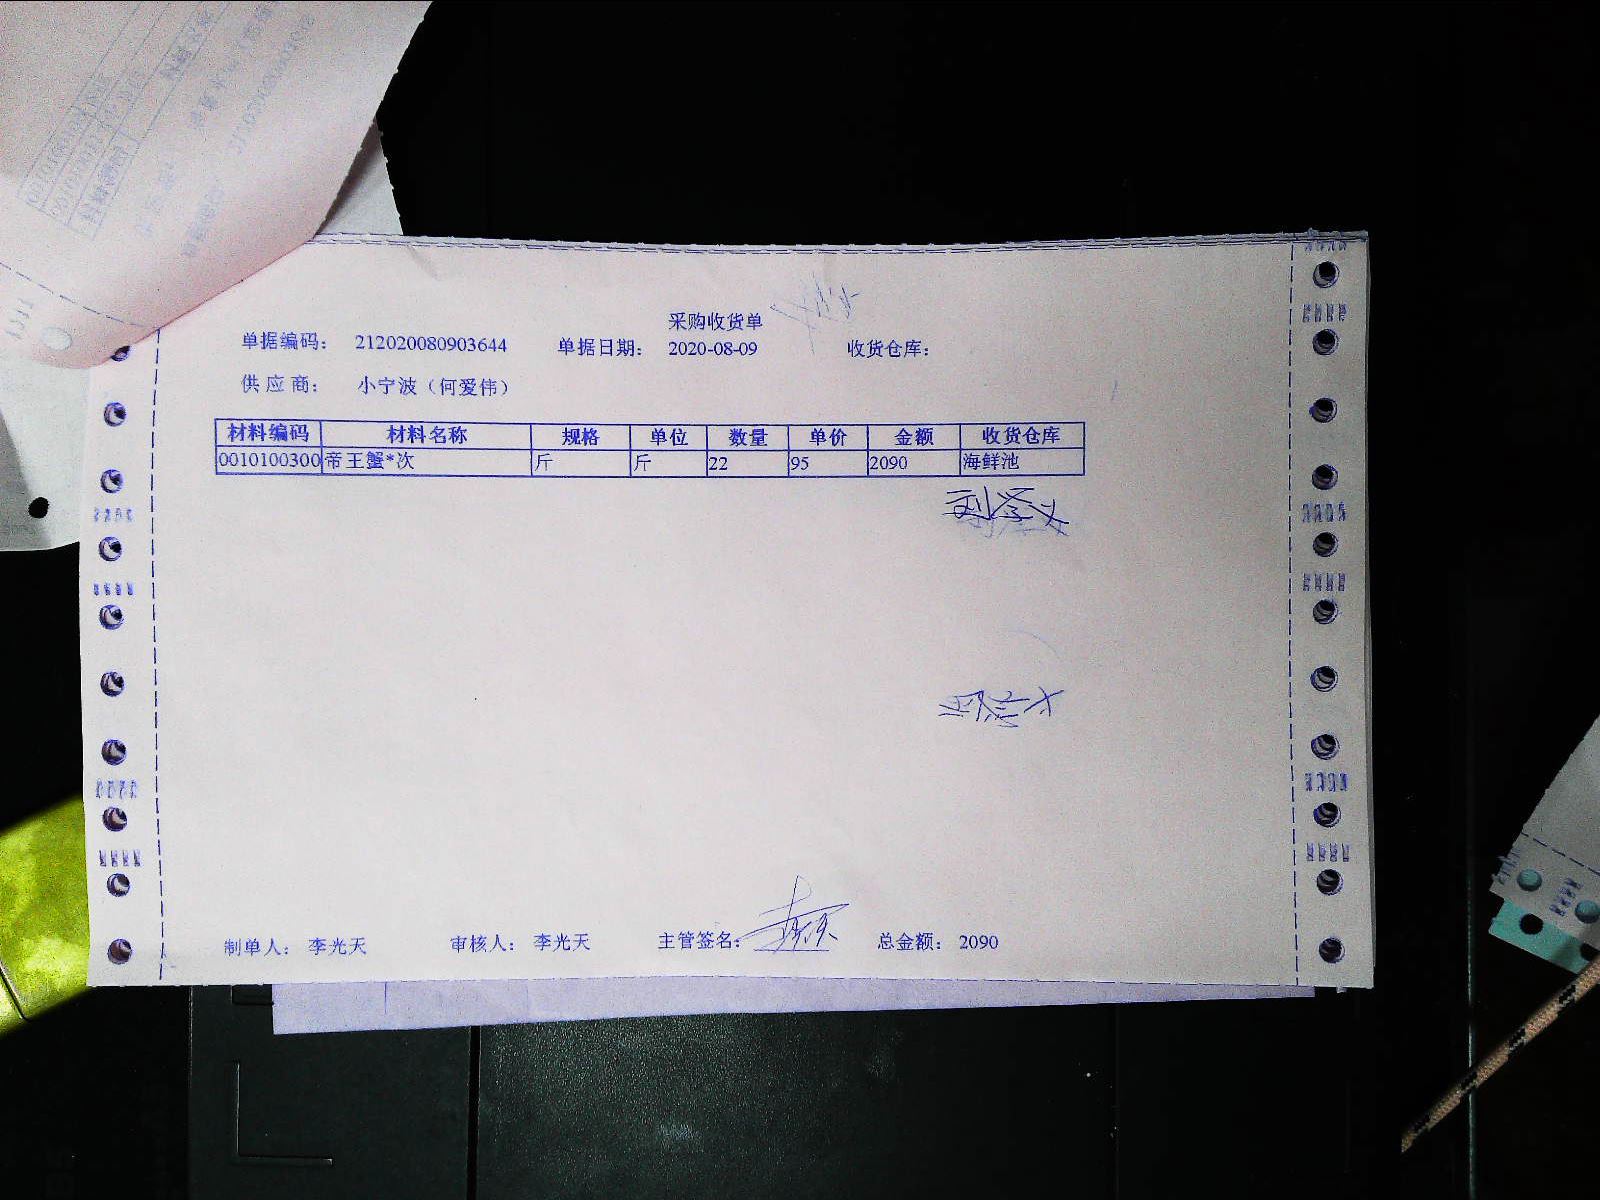 采购收货单
单据编码： 212020080903644 单据日期： 2020-08-09 收货仓库：
供应商： 小宁波（何爱伟）
材料编码 材料名称 规格 单位 数量 单价 金额 收货仓库
0010100300 帝王蟹*次 斤 斤 22 95 2090 海鲜池
制单人： 李光天 审核人： 李光天 主管签名： 总金额： 2090